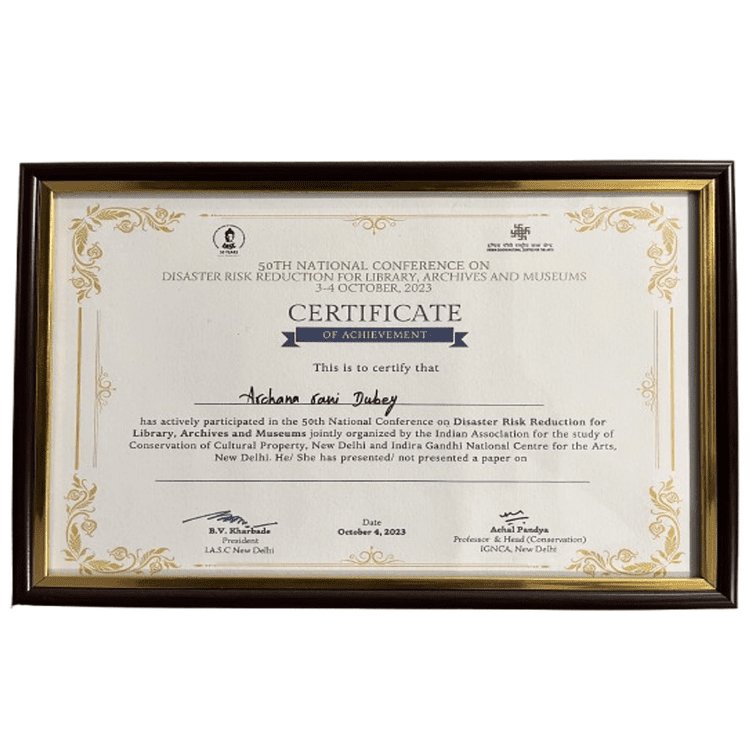 50 YEARS
50TH NATIONAL CONFERENCE ON
DISASTER RISK REDUCTION FOR LIBRARY, ARCHIVES AND MUSEUMS
3-4 OCTOBER, 2023
CERTIFICATE
OF ACHIEVEMENT
This is to certify that
Archana rani Dubey
has actively participated in the 50th National Conference on Disaster Risk Reduction for
Library, Archives and Museums jointly organized by the Indian Association for the study of
Conservation of Cultural Property, New Delhi and Indira Gandhi National Centre for the Arts,
New Delhi. He/ She has presented/ not presented a paper on
B.V. Kharbade
President
I.A.S.C New Delhi
Date
October 4, 2023
Achal Pandya
Professor & Head (Conservation)
IGNCA, New Delhi